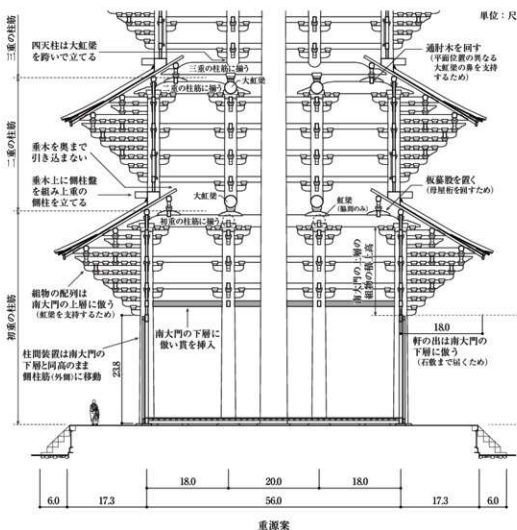 単位:尺
四天柱は大虹梁
を跨いで立てる
三重の柱筋に揃う
大虹梁
二重の柱筋に揃う
通肘木を回す
(平面位置の異なる
大虹梁の鼻を支持
するため)
三重の柱筋
二重の柱筋
垂木を奥まで
引き込まない
垂木上に側柱盤
を組み上重の
側柱を立てる
大虹梁
虹梁
(脇間のみ)
板蟇股を置く
(母屋桁を回すため)
初重の柱筋に揃う
初重の柱筋
組物の配列は
南大門の上層に倣う
(虹梁を支持するため)
南大門の上層の
組物の積上高
南大門の下層に
倣い貫を挿入
柱間装置は南大門の
下層と同高のまま
側柱筋(外側)に移動
23.8
18.0
軒の出は南大門の
下層に倣う
(石敷まで届くため)
18.0
20.0
18.0
6.0
17.3
56.0
17.3
6.0
重源案